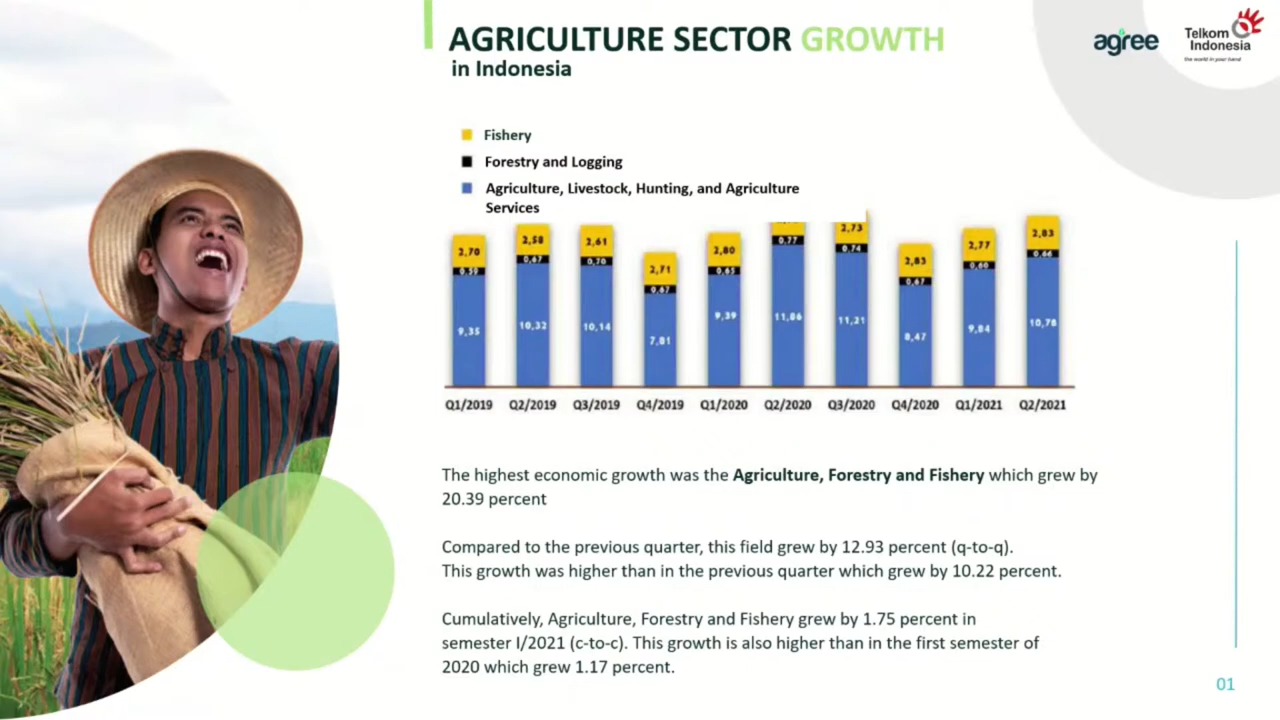 AGRICULTURE SECTOR GROWTH
in Indonesia
agree
Telkom
Indonesia
the world in your hand
Fishery
Forestry and Logging
Agriculture, Livestock, Hunting, and Agriculture
Services
2,70 2,58 2,61 2,71 2,80 2,73 2,83 2,77 2,83
0,59 0,67 0,70 0,67 0,65 0,77 0,74 0,67 0,60 0,66
9,35 10,32 10,14 7,81 9,39 11,86 11,21 8,47 9,84 10,78
Q1/2019 Q2/2019 Q3/2019 Q4/2019 Q1/2020 Q2/2020 Q3/2020 Q4/2020 Q1/2021 Q2/2021
The highest economic growth was the Agriculture, Forestry and Fishery which grew by
20.39 percent
Compared to the previous quarter, this field grew by 12.93 percent (q-to-q).
This growth was higher than in the previous quarter which grew by 10.22 percent.
Cumulatively, Agriculture, Forestry and Fishery grew by 1.75 percent in
semester I/2021 (c-to-c). This growth is also higher than in the first semester of
2020 which grew 1.17 percent.
01